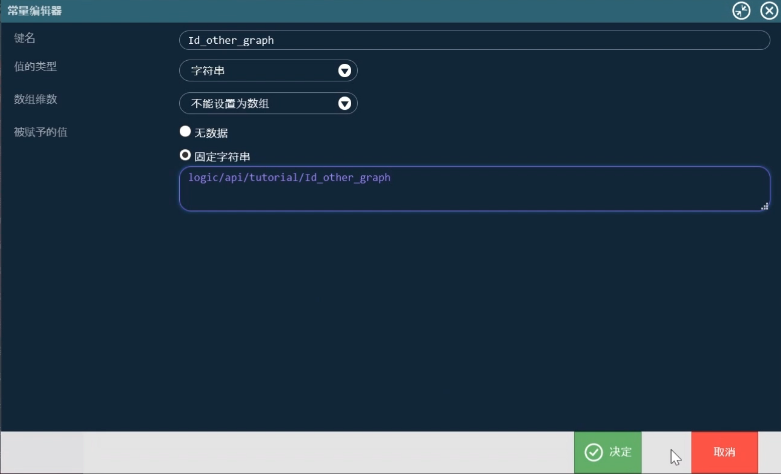 常量编辑器
键名
Id_other_graph
值的类型
字符串
数组维数
不能设置为数组
被赋予的值
无数据
固定字符串
logic/api/tutorial/Id_other_graph
决定
取消